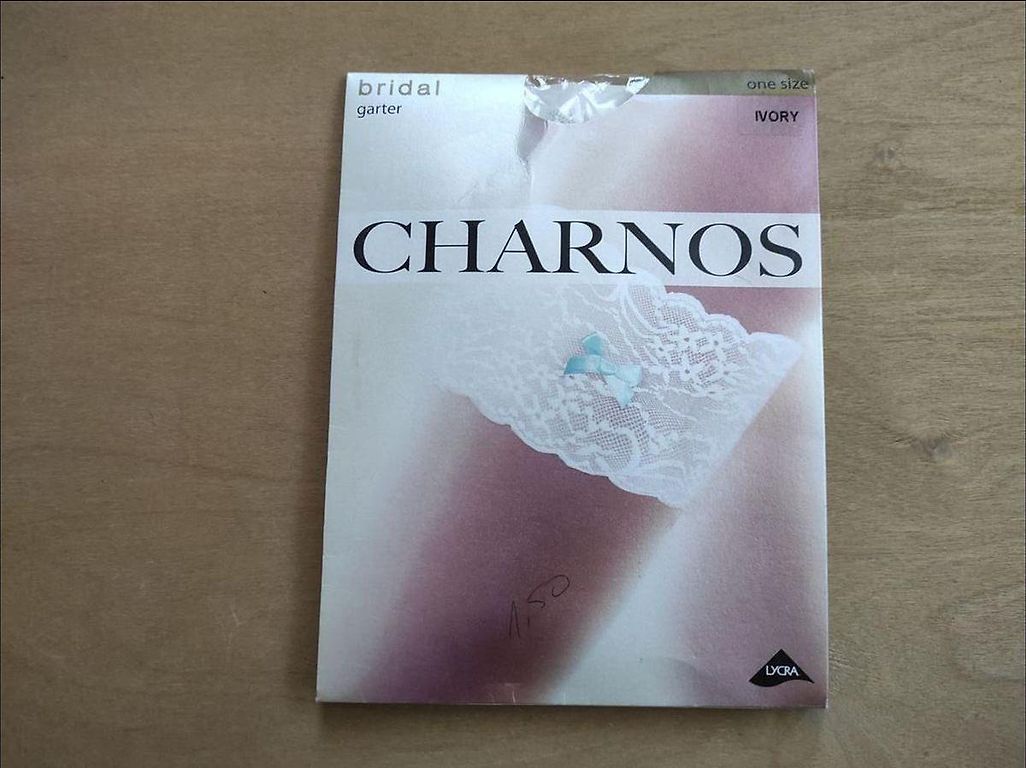 bridal
garter
one size
IVORY
CHARNOS
1,50
LYCRA